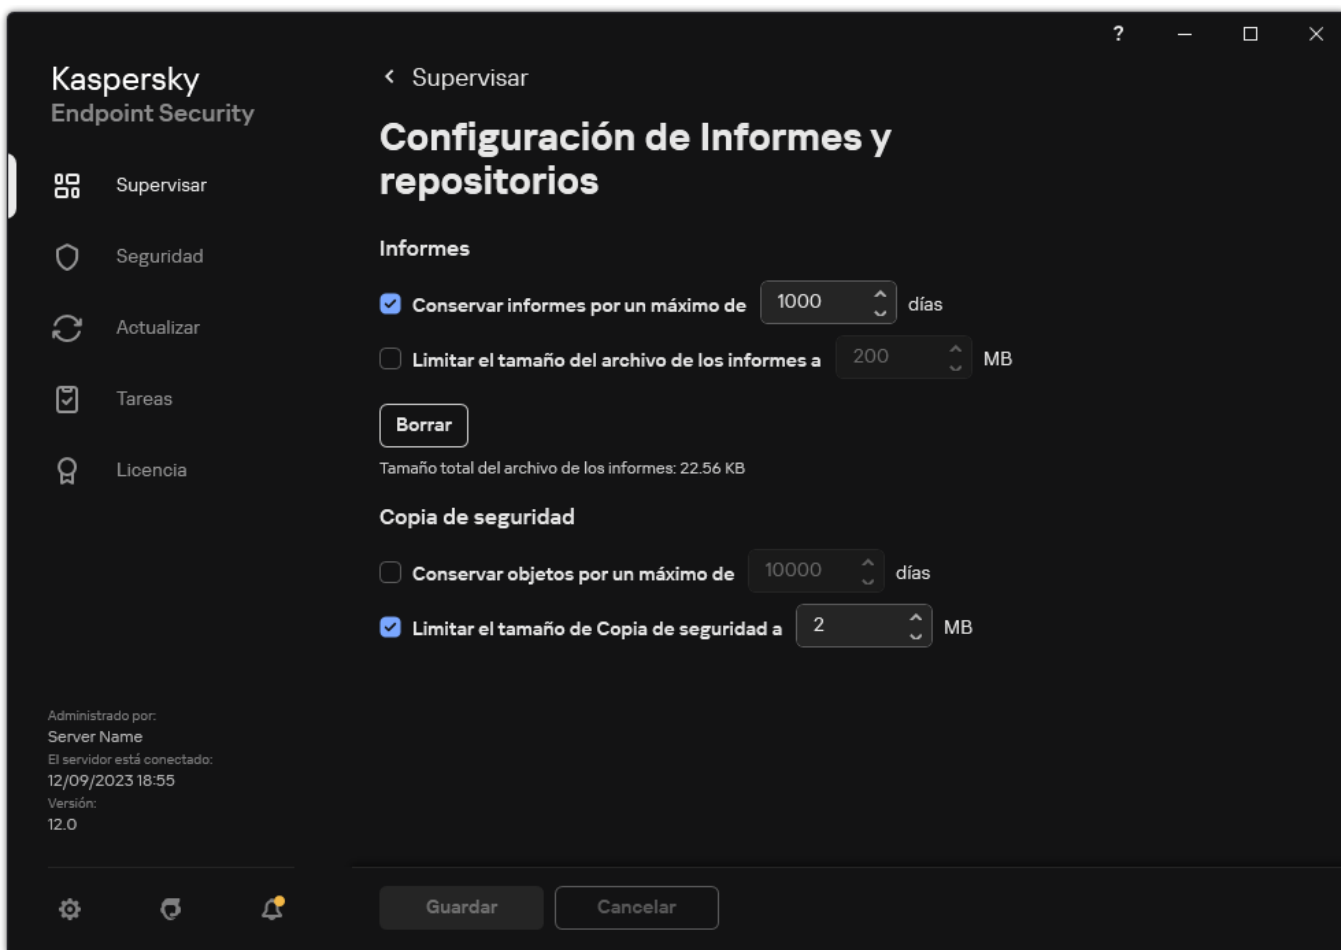 ?
Kaspersky
Endpoint Security
Supervisar
Seguridad
Actualizar
Tareas
Licencia
Administrado por:
Server Name
El servidor está conectado:
12/09/2023 18:55
Versión:
12.0
Supervisar
Configuración de Informes y
repositorios
Informes
Conservar informes por un máximo de 1000 días
Limitar el tamaño del archivo de los informes a 200 MB
Borrar
Tamaño total del archivo de los informes: 22.56 KB
Copia de seguridad
Conservar objetos por un máximo de 10000 días
Limitar el tamaño de Copia de seguridad a 2 MB
Guardar Cancelar